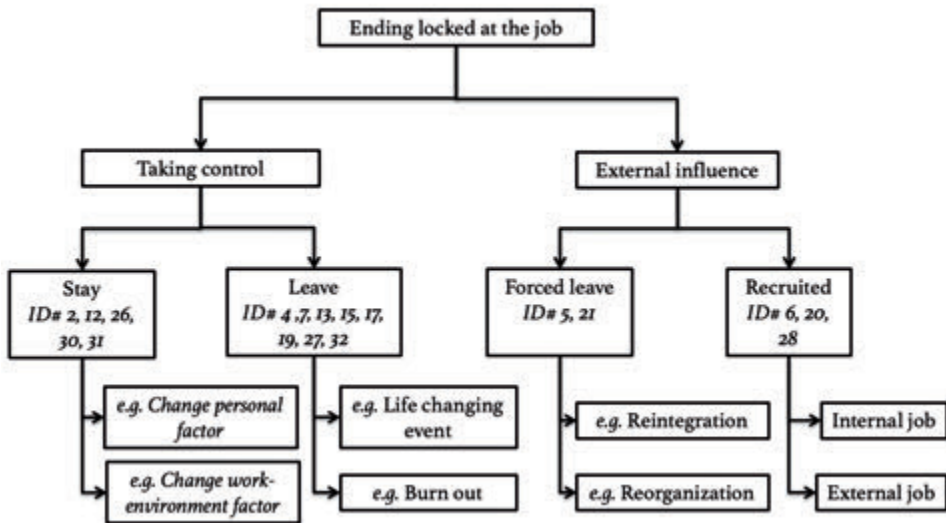 Ending locked at the job
Taking control
External influence
Stay
ID# 2, 12, 26,
30, 31
Leave
ID# 4 ,7, 13, 15, 17,
19, 27, 32
Forced leave
ID# 5, 21
Recruited
ID# 6, 20,
28
e.g. Change personal
factor
e.g. Life changing
event
e.g. Reintegration
Internal job
e.g. Change work-
environment factor
e.g. Burn out
e.g. Reorganization
External job